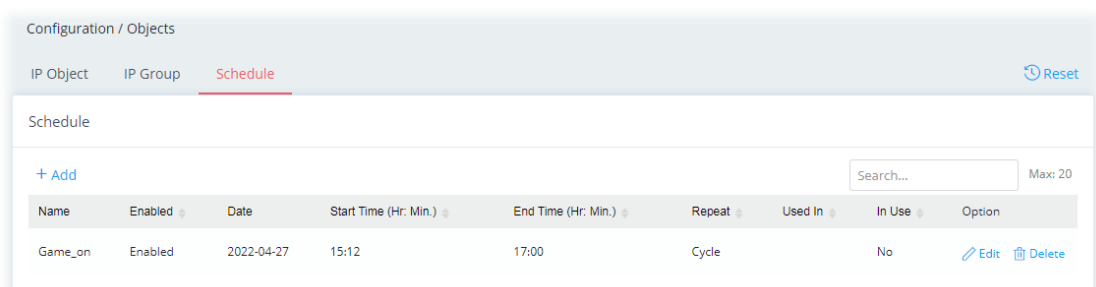 Configuration / Objects
IP Object IP Group Schedule Reset
Schedule
+ Add Search... Max: 20
Name Enabled Date Start Time (Hr: Min.) End Time (Hr: Min.) Repeat Used In In Use Option
Game_on Enabled 2022-04-27 15:12 17:00 Cycle No Edit Delete